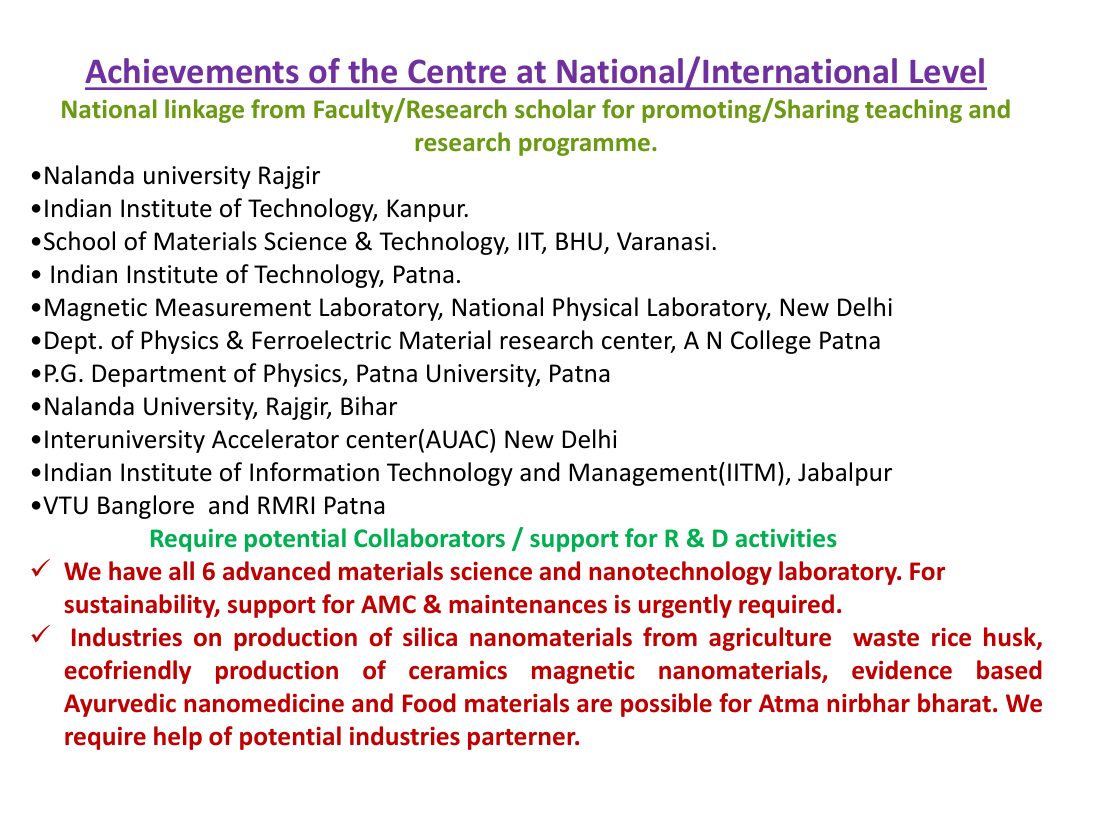 Achievements of the Centre at National/International Level
National linkage from Faculty/Research scholar for promoting/Sharing teaching and
research programme.
•Nalanda university Rajgir
•Indian Institute of Technology, Kanpur.
•School of Materials Science & Technology, IIT, BHU, Varanasi.
• Indian Institute of Technology, Patna.
•Magnetic Measurement Laboratory, National Physical Laboratory, New Delhi
•Dept. of Physics & Ferroelectric Material research center, A N College Patna
•P.G. Department of Physics, Patna University, Patna
•Nalanda University, Rajgir, Bihar
•Interuniversity Accelerator center(AUAC) New Delhi
•Indian Institute of Information Technology and Management(IITM), Jabalpur
•VTU Banglore  and RMRI Patna
Require potential Collaborators / support for R & D activities
✓ We have all 6 advanced materials science and nanotechnology laboratory. For
sustainability, support for AMC & maintenances is urgently required.
✓ Industries on production of silica nanomaterials from agriculture  waste rice husk,
ecofriendly production of ceramics magnetic nanomaterials, evidence based
Ayurvedic nanomedicine and Food materials are possible for Atma nirbhar bharat. We
require help of potential industries parterner.